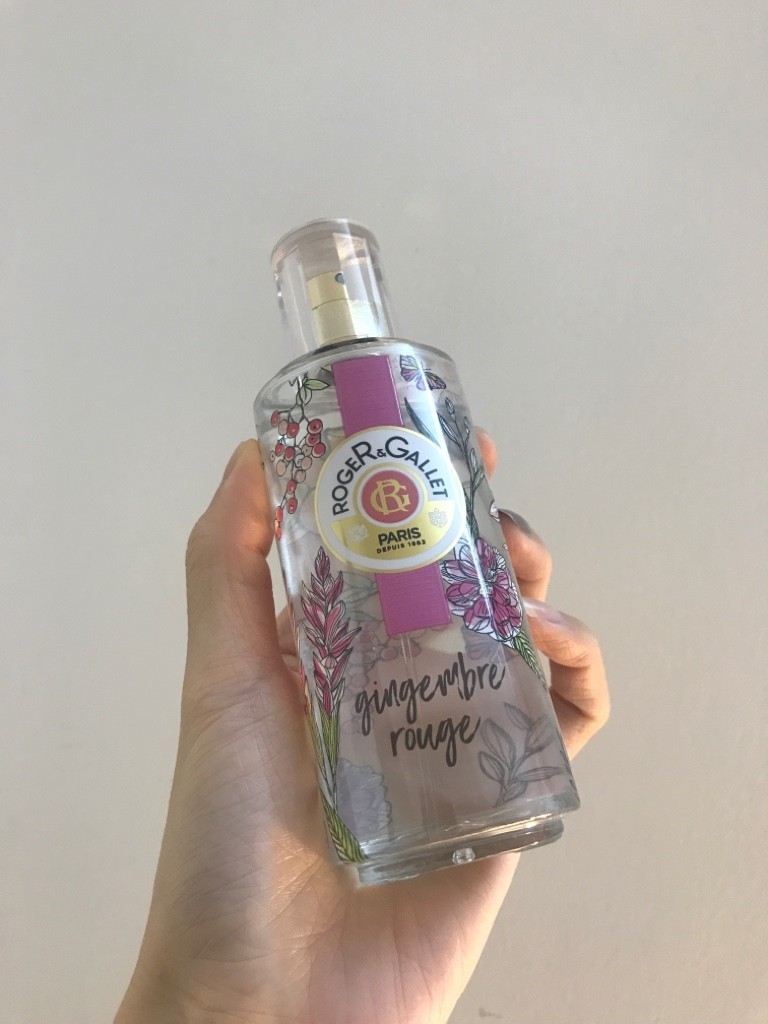 ROGER&GALLET
RG
PARIS
DEPUIS 1862
gingembre
rouge